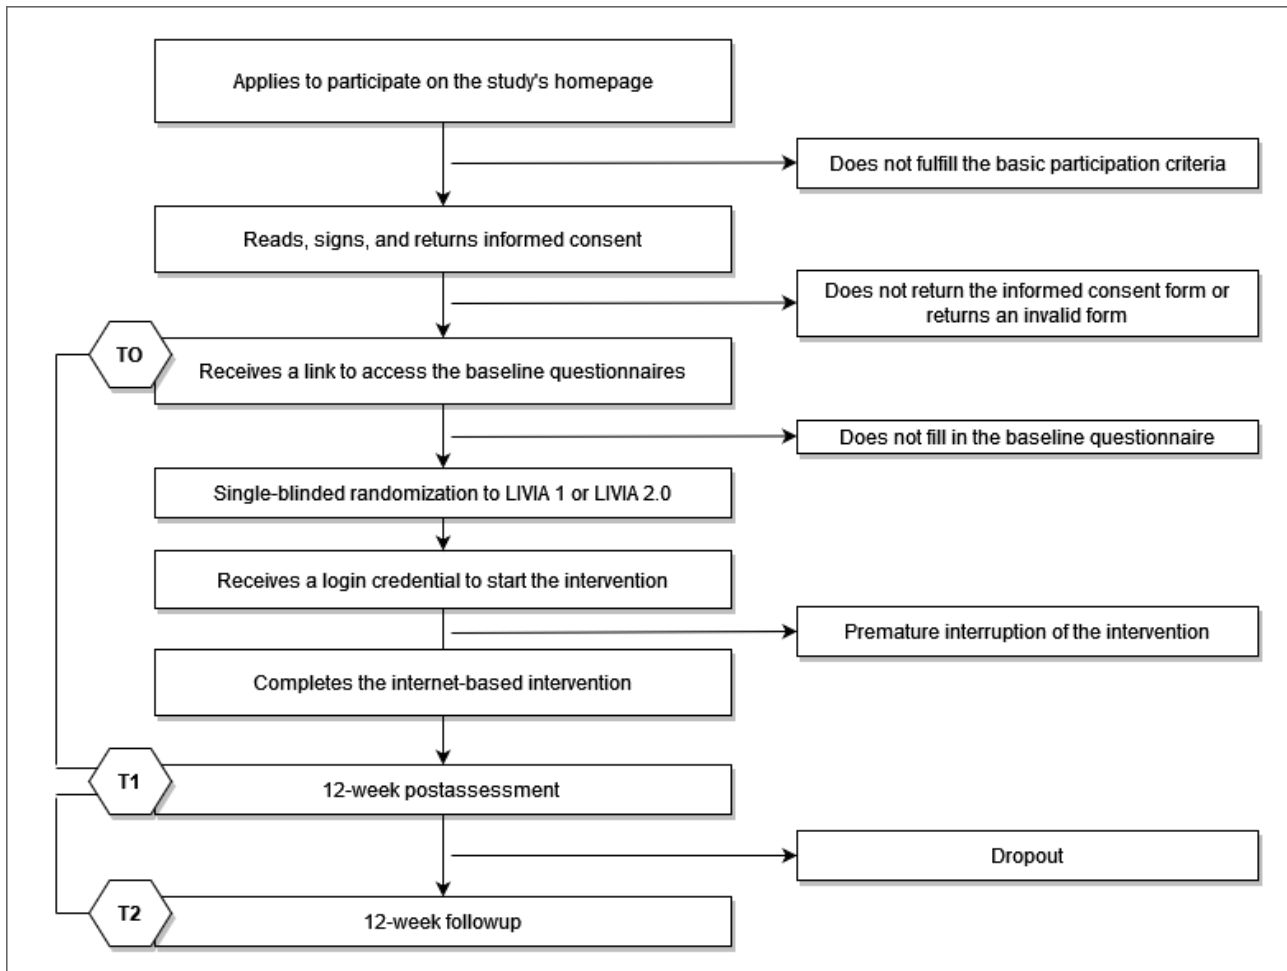 Applies to participate on the study's homepage
Does not fulfill the basic participation criteria
Reads, signs, and returns informed consent
Does not return the informed consent form or
returns an invalid form
TO
Receives a link to access the baseline questionnaires
Does not fill in the baseline questionnaire
Single-blinded randomization to LIVIA 1 or LIVIA 2.0
Receives a login credential to start the intervention
Premature interruption of the intervention
Completes the internet-based intervention
T1
12-week postassessment
Dropout
T2
12-week followup